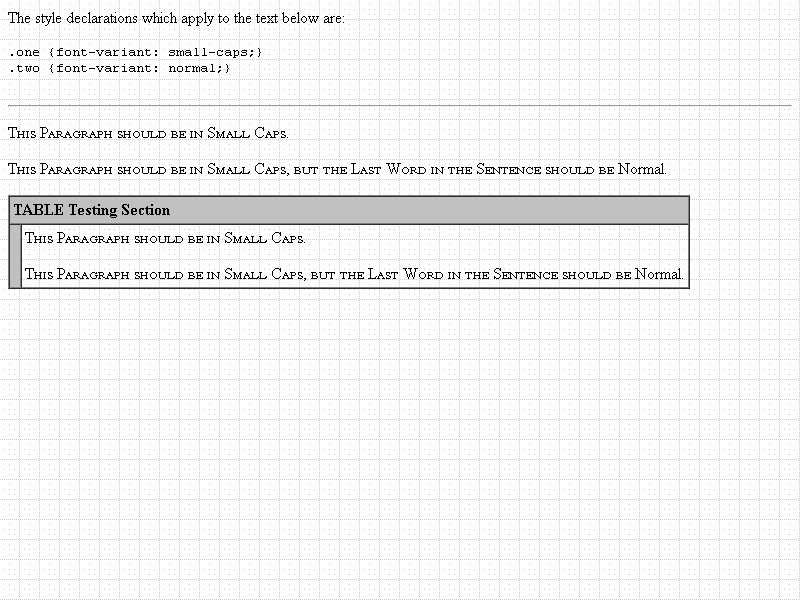 The style declarations which apply to the text below are:
.one {font-variant: small-caps;}
.two {font-variant: normal;}
This Paragraph should be in Small Caps.
This Paragraph should be in Small Caps, but the Last Word in the Sentence should be Normal.
TABLE Testing Section
This Paragraph should be in Small Caps.
This Paragraph should be in Small Caps, but the Last Word in the Sentence should be Normal.